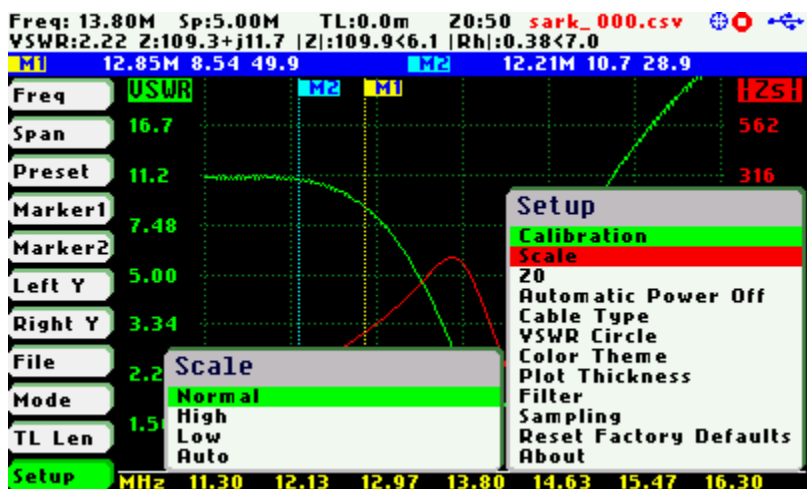 Freq: 13.80M Sp:5.00M TL:0.0m Z0:50 sark_000.csv
VSWR:2.22 Z:109.3+j11.7 |Z|:109.9<6.1 |Rh|:0.38<7.0
M1 12.85M 8.54 49.9 M2 12.21M 10.7 28.9
Freq
Span
Preset
Marker1
Marker2
Left Y
Right Y
File
Mode
TL Len
Setup
VSWR
M2 M1
|Zs|
16.7
11.2
7.48
5.00
3.34
2.2
1.5
562
316
Scale
Normal
High
Low
Auto
Setup
Calibration
Scale
Z0
Automatic Power Off
Cable Type
VSWR Circle
Color Theme
Plot Thickness
Filter
Sampling
Reset Factory Defaults
About
MHz 11.30 12.13 12.97 13.80 14.63 15.47 16.30